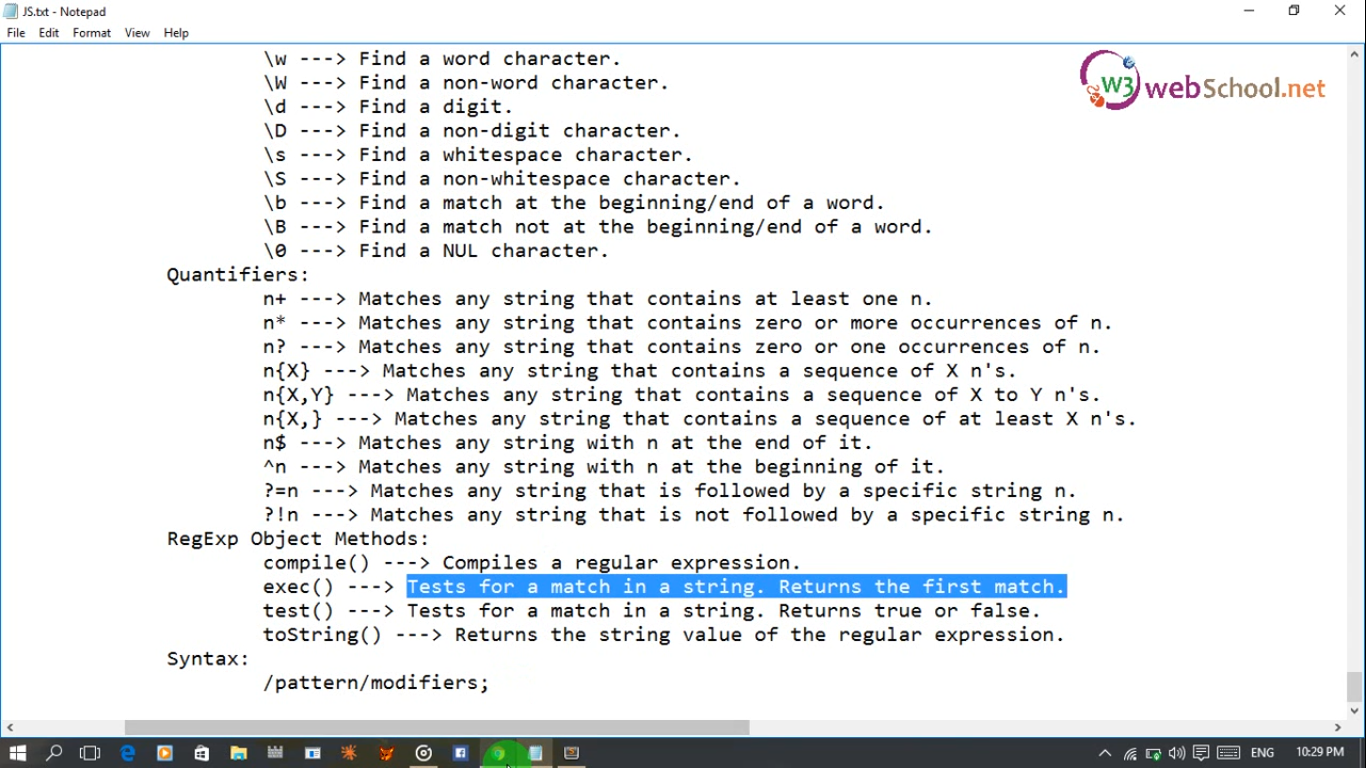 JS.txt - Notepad
File Edit Format View Help
W3 webSchool.net
\w ---> Find a word character.
\W ---> Find a non-word character.
\d ---> Find a digit.
\D ---> Find a non-digit character.
\s ---> Find a whitespace character.
\S ---> Find a non-whitespace character.
\b ---> Find a match at the beginning/end of a word.
\B ---> Find a match not at the beginning/end of a word.
\0 ---> Find a NUL character.
Quantifiers:
n+ ---> Matches any string that contains at least one n.
n* ---> Matches any string that contains zero or more occurrences of n.
n? ---> Matches any string that contains zero or one occurrences of n.
n{X} ---> Matches any string that contains a sequence of X n's.
n{X,Y} ---> Matches any string that contains a sequence of X to Y n's.
n{X,} ---> Matches any string that contains a sequence of at least X n's.
n$ ---> Matches any string with n at the end of it.
^n ---> Matches any string with n at the beginning of it.
?=n ---> Matches any string that is followed by a specific string n.
?!n ---> Matches any string that is not followed by a specific string n.
RegExp Object Methods:
compile() ---> Compiles a regular expression.
exec() ---> Tests for a match in a string. Returns the first match.
test() ---> Tests for a match in a string. Returns true or false.
toString() ---> Returns the string value of the regular expression.
Syntax:
/pattern/modifiers;
ENG 10:29 PM